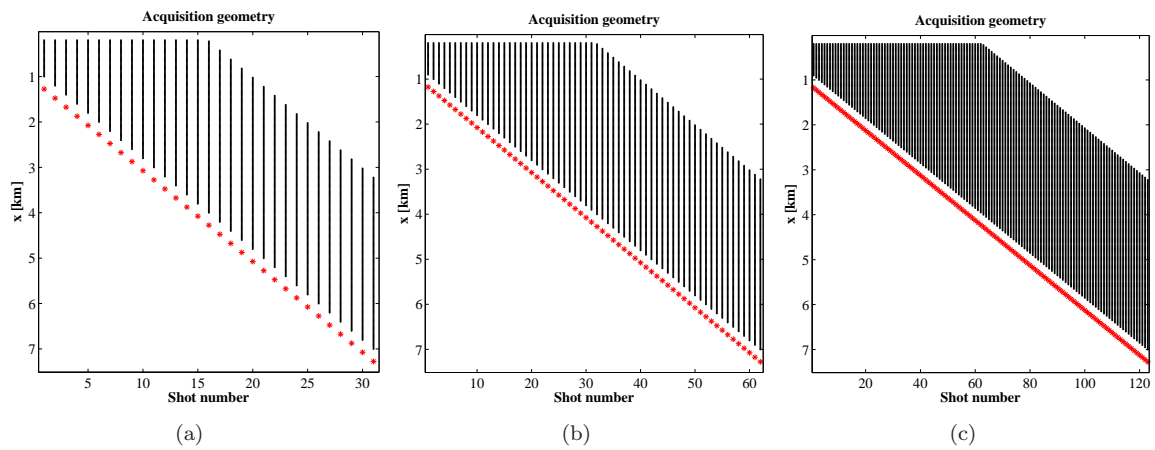 Acquisition geometry
x [km]
1
2
3
4
5
6
7
5 10 15 20 25 30
Shot number
(a)
Acquisition geometry
x [km]
1
2
3
4
5
6
7
10 20 30 40 50 60
Shot number
(b)
Acquisition geometry
x [km]
1
2
3
4
5
6
7
20 40 60 80 100 120
Shot number
(c)